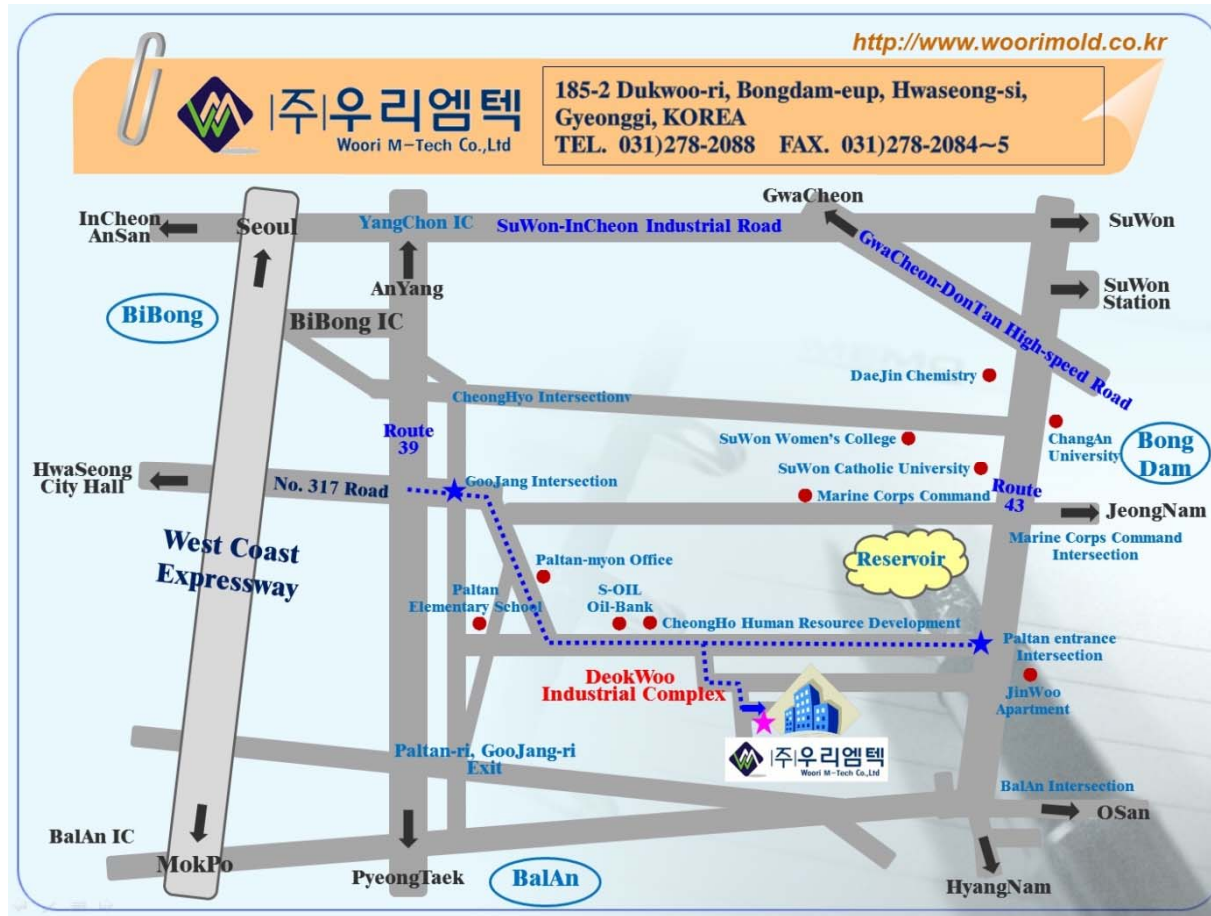 http://www.woorimold.co.kr
|주|우리엠텍
Woori M-Tech Co.,Ltd
185-2 Dukwoo-ri, Bongdam-eup, Hwaseong-si,
Gyeonggi, KOREA
TEL. 031)278-2088 FAX. 031)278-2084~5
GwaCheon
InCheon
AnSan
Seoul
YangChon IC
SuWon-InCheon Industrial Road
SuWon
GwaCheon-DonTan High-speed Road
AnYang
SuWon
Station
BiBong
BiBong IC
DaeJin Chemistry
CheongHyo Intersectionv
Route
39
SuWon Women's College
ChangAn
University
Bong
Dam
HwaSeong
City Hall
No. 317 Road
GooJang Intersection
SuWon Catholic University
Marine Corps Command
Route
43
JeongNam
West Coast
Expressway
Marine Corps Command
Intersection
Reservoir
Paltan-myon Office
Paltan
Elementary School
S-OIL
Oil-Bank
CheongHo Human Resource Development
Paltan entrance
Intersection
DeokWoo
Industrial Complex
JinWoo
Apartment
Paltan-ri, GooJang-ri
Exit
|주|우리엠텍
Woori M-Tech Co.,Ltd
BalAn Intersection
OSan
BalAn IC
MokPo
PyeongTaek
BalAn
HyangNam